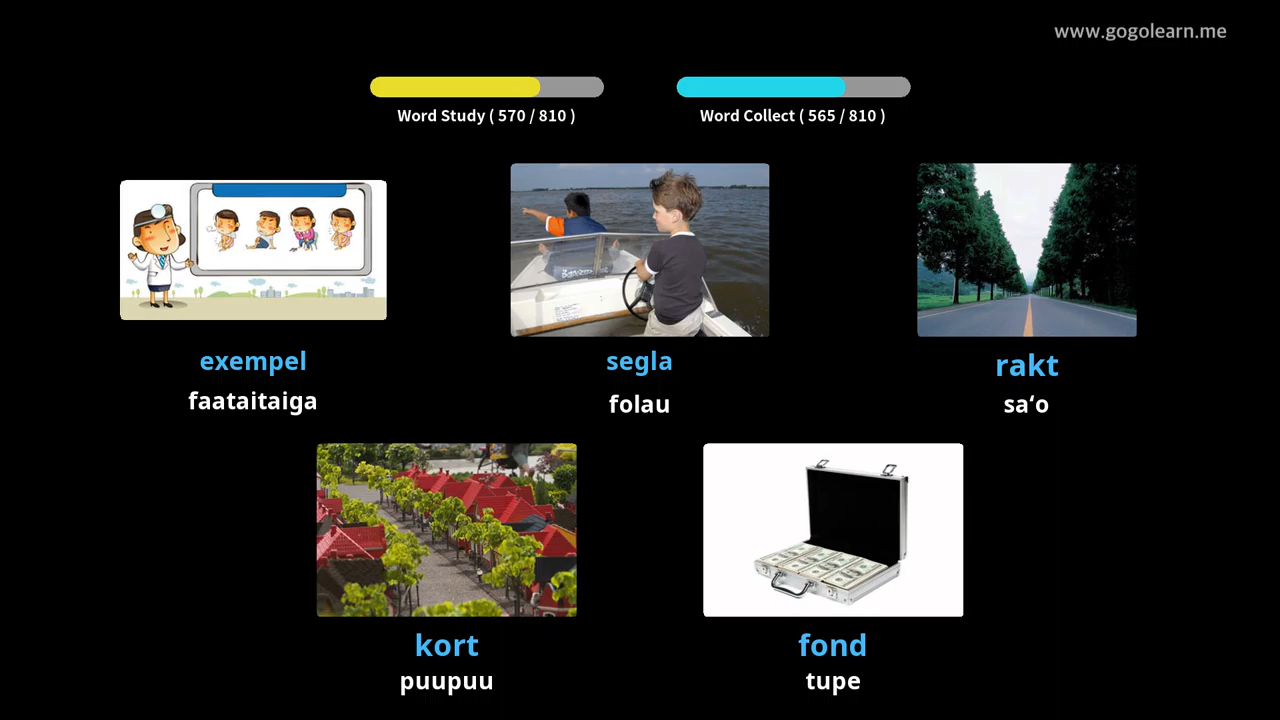 www.gogolearn.me
Word Study ( 570 / 810 )
Word Collect ( 565 / 810 )
exempel
faataitaiga
segla
folau
rakt
saʻo
kort
puupuu
fond
tupe